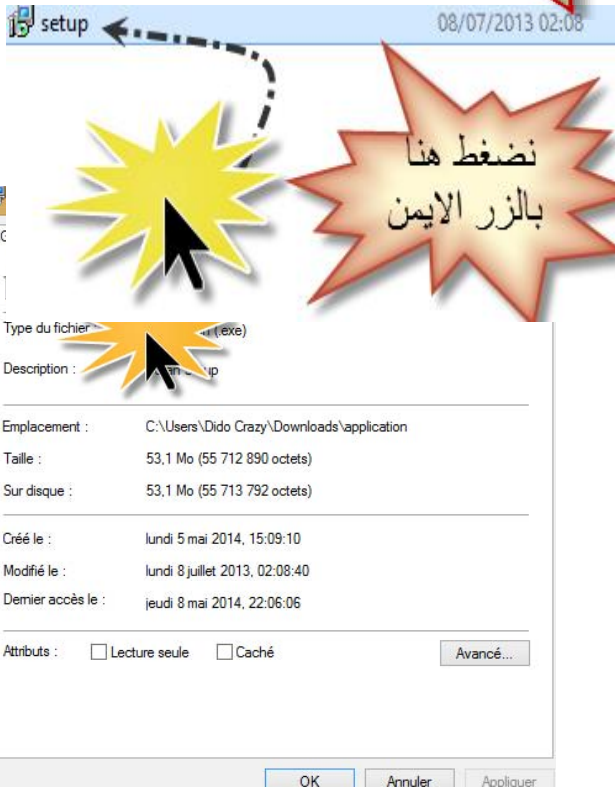 setup 08/07/2013 02:08
نضغط هنا
بالزر الايمن
Type du fichier : (.exe)
Description :
Emplacement : C:\Users\Dido Crazy\Downloads\application
Taille : 53,1 Mo (55 712 890 octets)
Sur disque : 53,1 Mo (55 713 792 octets)
Créé le : lundi 5 mai 2014, 15:09:10
Modifié le : lundi 8 juillet 2013, 02:08:40
Dernier accès le : jeudi 8 mai 2014, 22:06:06
Attributs : Lecture seule Caché Avancé...
OK Annuler Appliquer